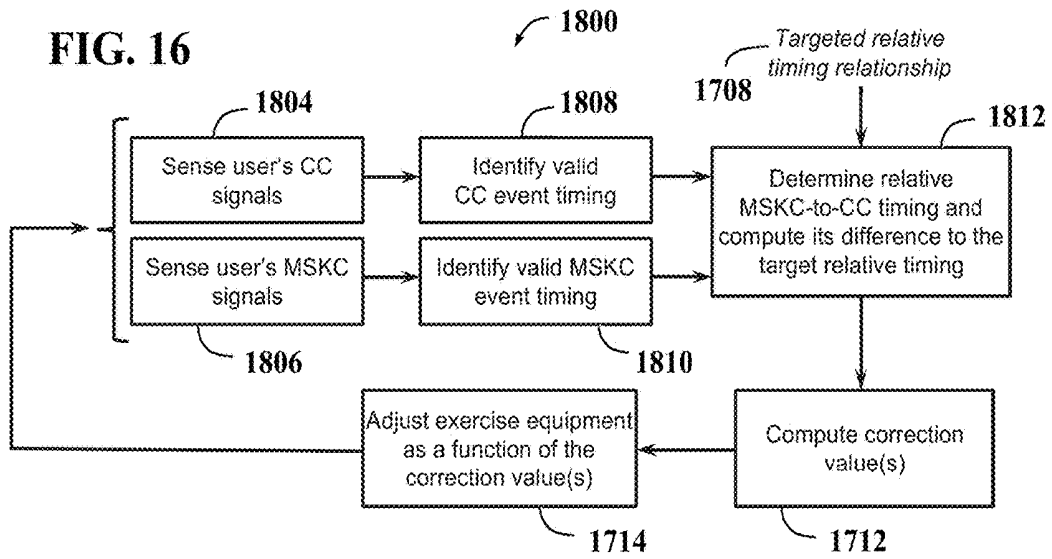 FIG. 16
1800
Targeted relative
timing relationship
1708
1804
1808
1812
Sense user's CC
signals
Identify valid
CC event timing
Determine relative
MSKC-to-CC timing and
compute its difference to the
target relative timing
Sense user's MSKC
signals
Identify valid MSKC
event timing
1806
1810
Adjust exercise equipment
as a function of the
correction value(s)
Compute correction
value(s)
1714
1712